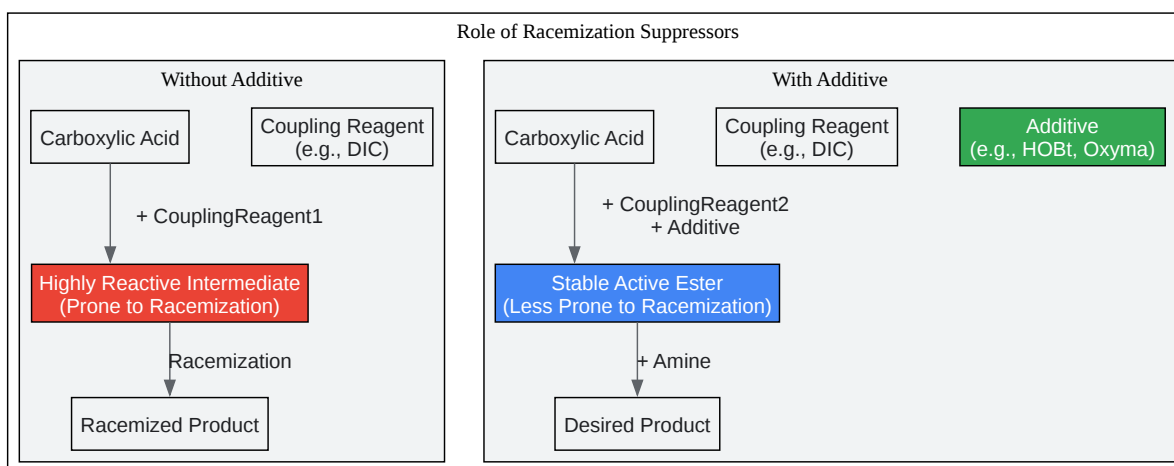 Role of Racemization Suppressors
Without Additive
Carboxylic Acid
Coupling Reagent
(e.g., DIC)
+ CouplingReagent1
Highly Reactive Intermediate
(Prone to Racemization)
Racemization
Racemized Product
With Additive
Carboxylic Acid
Coupling Reagent
(e.g., DIC)
Additive
(e.g., HOBt, Oxyma)
+ CouplingReagent2
+ Additive
Stable Active Ester
(Less Prone to Racemization)
+ Amine
Desired Product